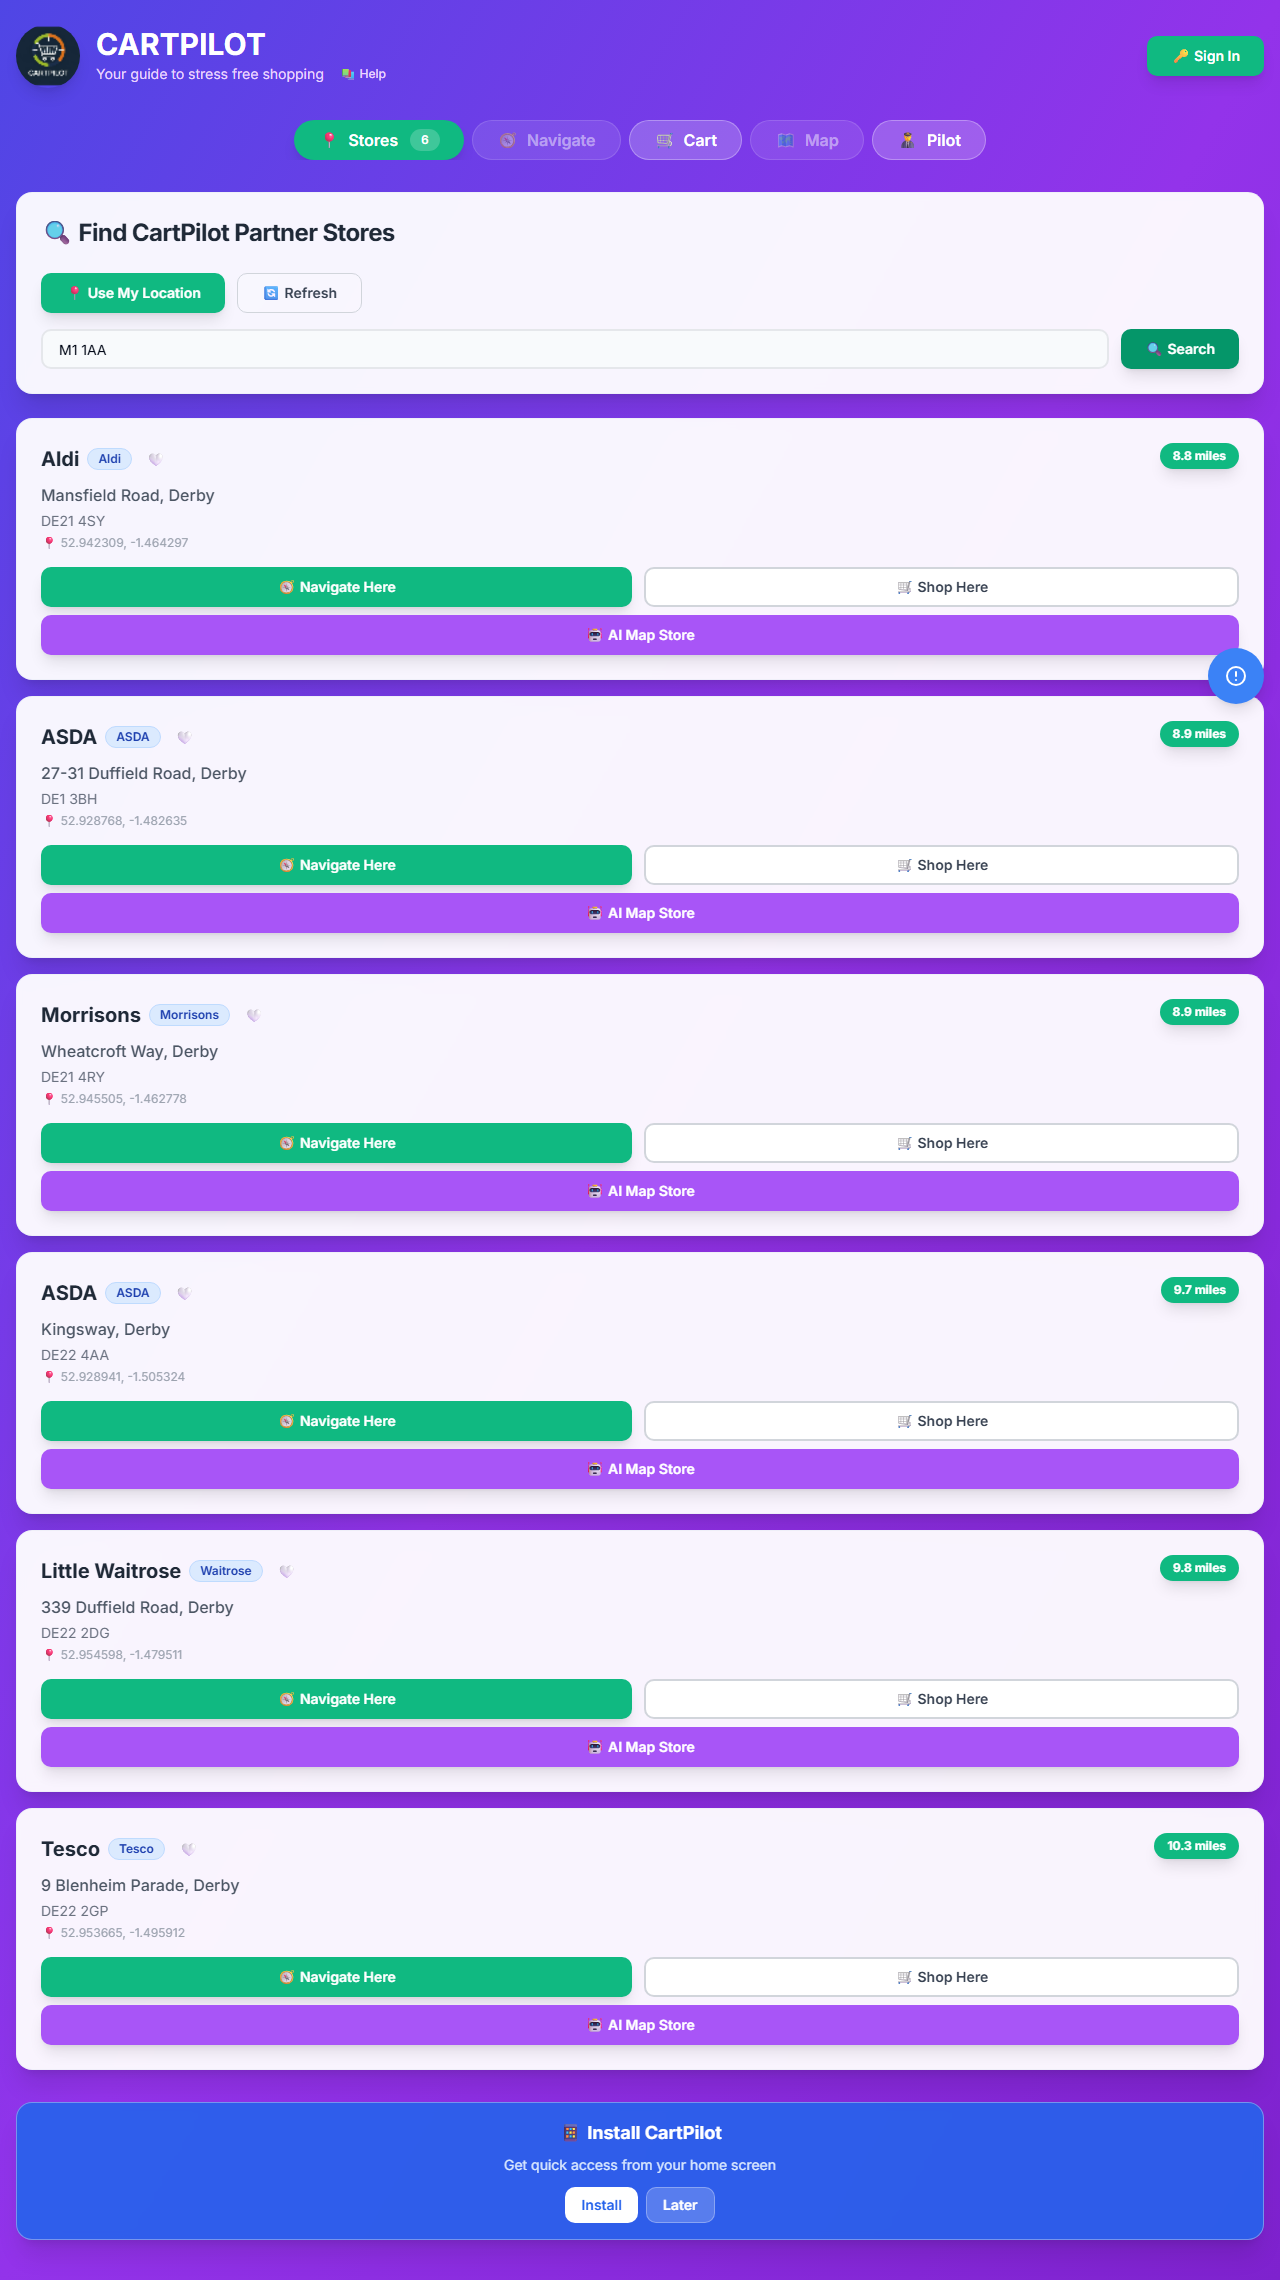 CARTPILOT
CARTPILOT
Your guide to stress free shopping Help
Sign In
Stores 6 Navigate Cart Map Pilot
Find CartPilot Partner Stores
Use My Location Refresh
M1 1AA Search
Aldi Aldi 8.8 miles
Mansfield Road, Derby
DE21 4SY
52.942309, -1.464297
Navigate Here Shop Here
AI Map Store
ASDA ASDA 8.9 miles
27-31 Duffield Road, Derby
DE1 3BH
52.928768, -1.482635
Navigate Here Shop Here
AI Map Store
Morrisons Morrisons 8.9 miles
Wheatcroft Way, Derby
DE21 4RY
52.945505, -1.462778
Navigate Here Shop Here
AI Map Store
ASDA ASDA 9.7 miles
Kingsway, Derby
DE22 4AA
52.928941, -1.505324
Navigate Here Shop Here
AI Map Store
Little Waitrose Waitrose 9.8 miles
339 Duffield Road, Derby
DE22 2DG
52.954598, -1.479511
Navigate Here Shop Here
AI Map Store
Tesco Tesco 10.3 miles
9 Blenheim Parade, Derby
DE22 2GP
52.953665, -1.495912
Navigate Here Shop Here
AI Map Store
Install CartPilot
Get quick access from your home screen
Install Later